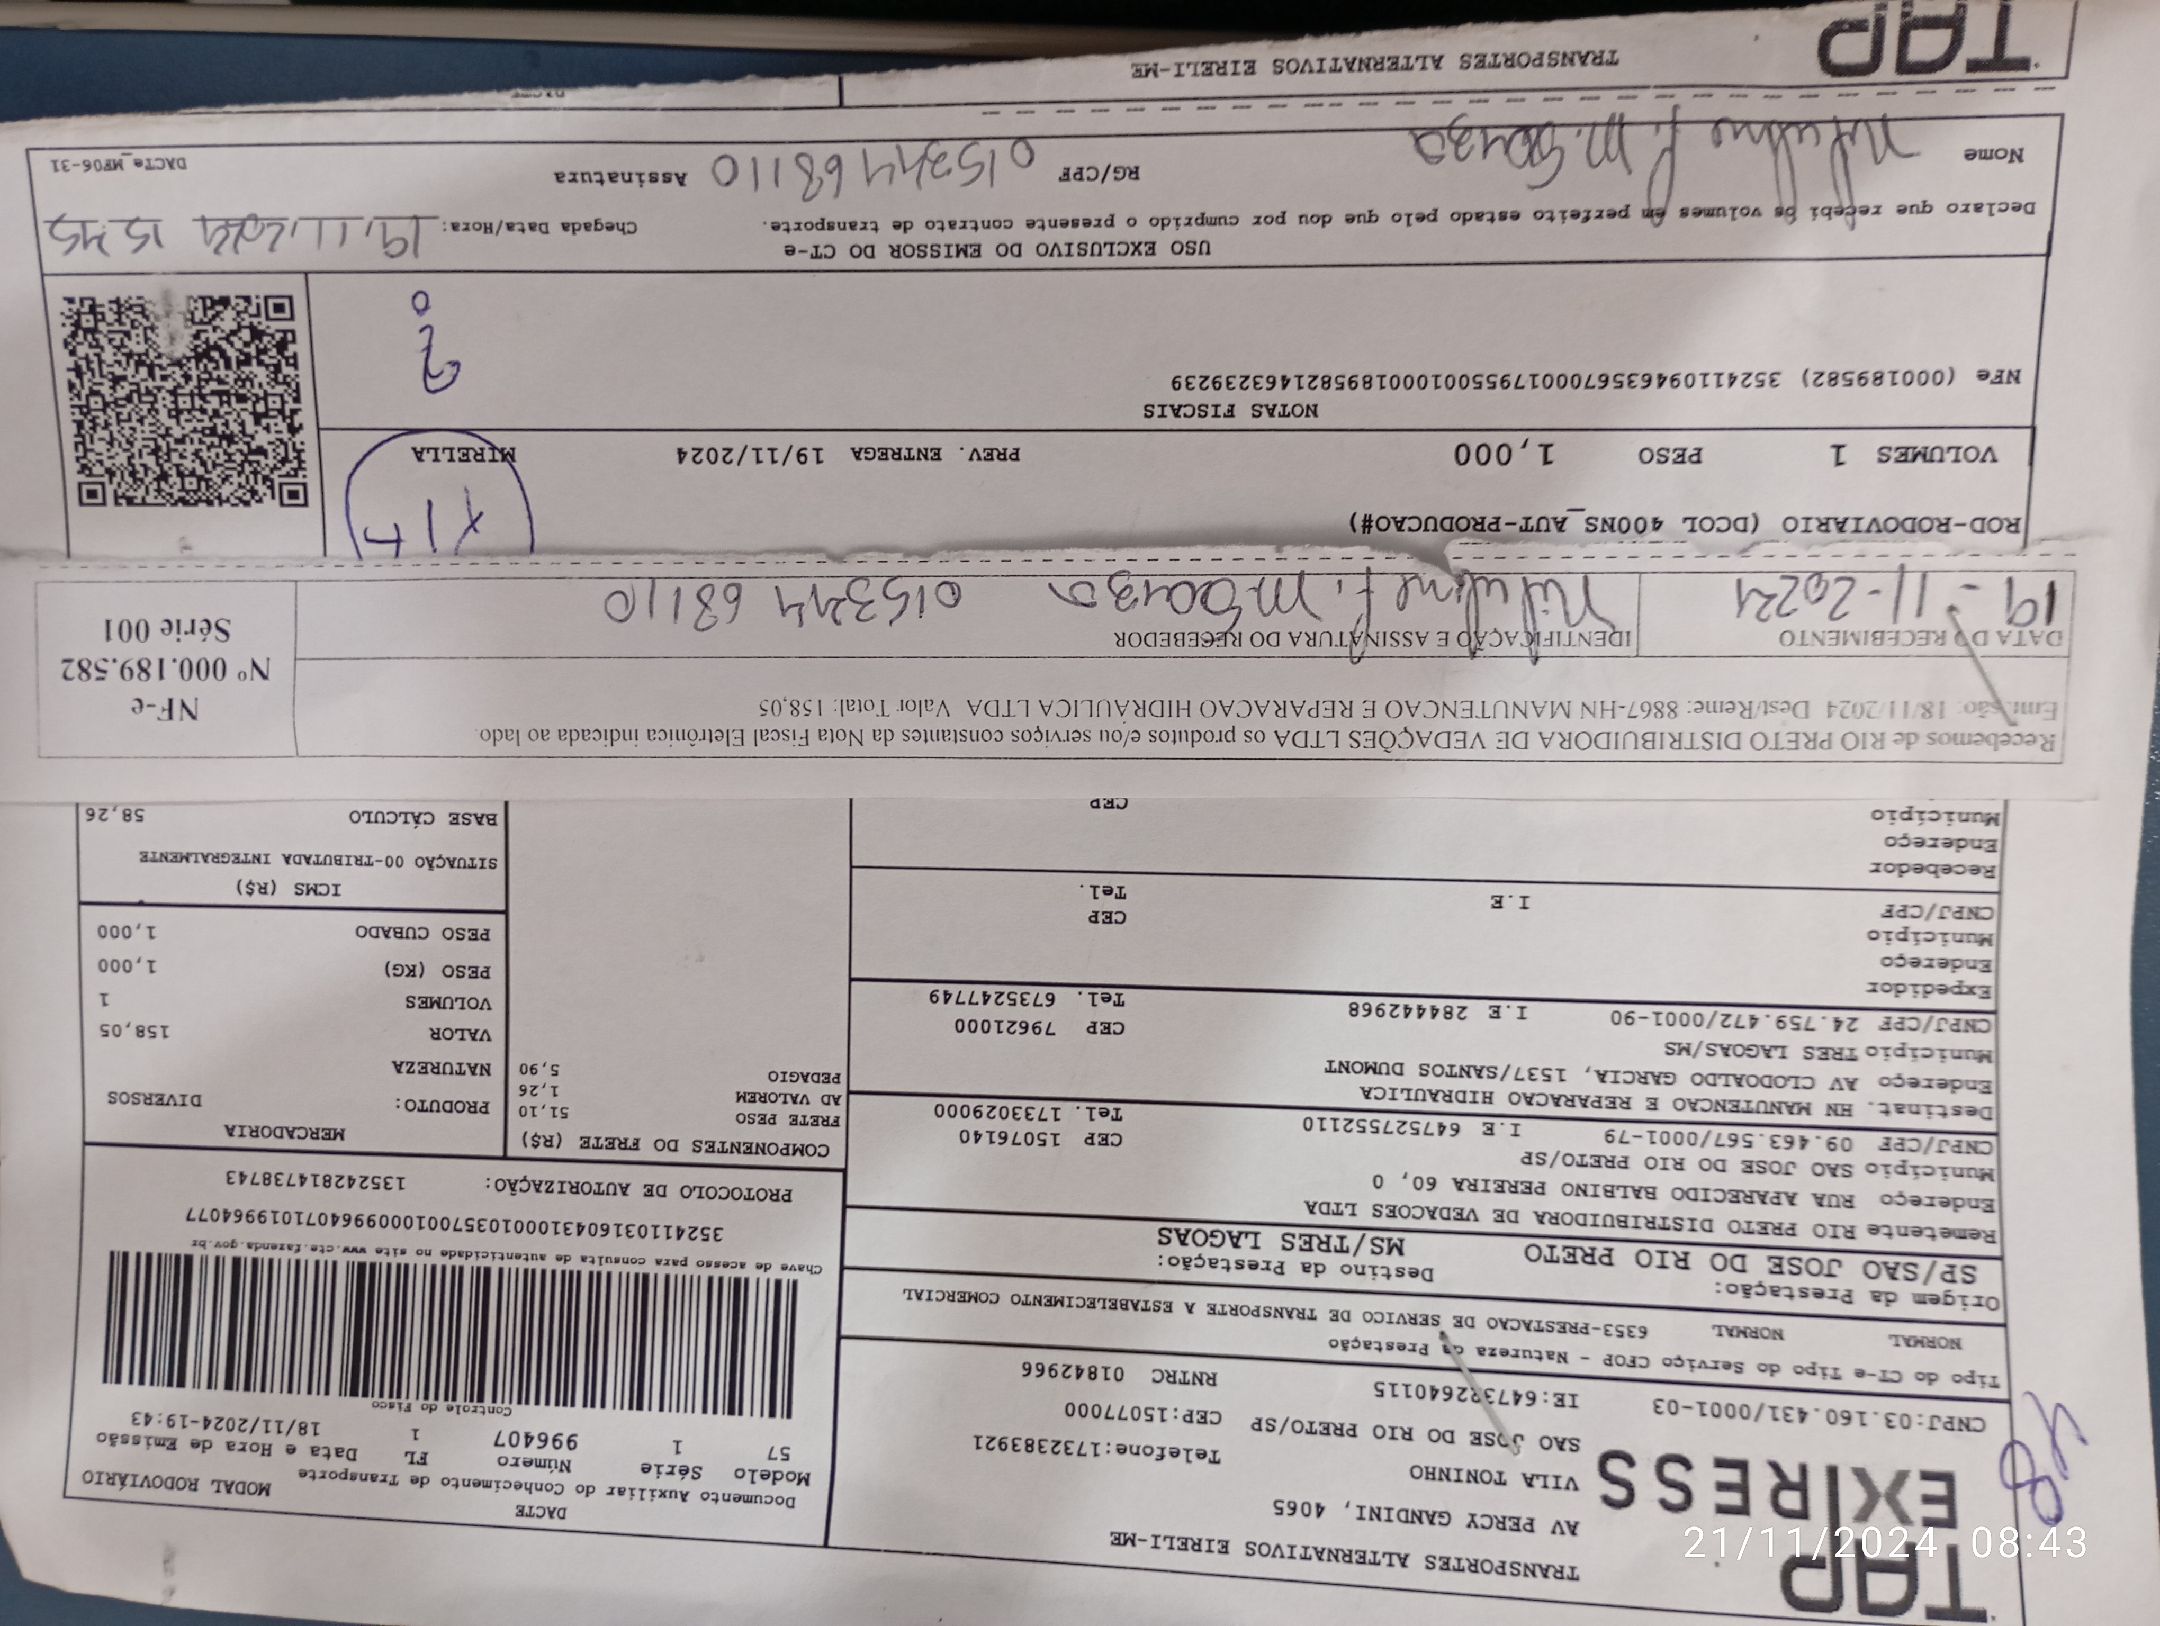 TAP
EXPRESS
TRANSPORTES ALTERNATIVOS EIRELI-ME
AV PERCY GANDINI, 4065
VILA TONINHO
Telefone:1732383921
SAO JOSE DO RIO PRETO/SP CEP:15077000
CNPJ:03.160.431/0001-03 IE:647322640115 RNTRC 01842966
48
DACTE
Documento Auxiliar do Conhecimento de Transporte
MODAL RODOVIÁRIO
Modelo Série Número FL Data e Hora de Emissão
57 1 996407 1 18/11/2024-19:43
Controle do Fisco
Chave de acesso para consulta de autenticidade no site www.cte.fazenda.gov.br
35241103160431000103570010009964071019964077
PROTOCOLO DE AUTORIZAÇÃO: 135242814738743
Tipo do CT-e Tipo do Serviço CFOP - Natureza da Prestação
NORMAL NORMAL 6353-PRESTACAO DE SERVICO DE TRANSPORTE A ESTABELECIMENTO COMERCIAL
Origem da Prestação: Destino da Prestação:
SP/SAO JOSE DO RIO PRETO MS/TRES LAGOAS
Remetente RIO PRETO DISTRIBUIDORA DE VEDACOES LTDA
Endereço RUA APARECIDO BALBINO PEREIRA 60, 0
Município SAO JOSE DO RIO PRETO/SP CEP 15076140
CNPJ/CPF 09.463.567/0001-79 I.E 647527552110 Tel. 1733029000
Destinat. HN MANUTENCAO E REPARACAO HIDRAULICA
Endereço AV CLODOALDO GARCIA, 1537/SANTOS DUMONT
Município TRES LAGOAS/MS CEP 79621000
CNPJ/CPF 24.759.472/0001-90 I.E 284442968 Tel. 6735247749
Expedidor
Endereço
Município CEP
CNPJ/CPF I.E Tel.
Recebedor
Endereço
Município CEP
COMPONENTES DO FRETE (R$)
FRETE PESO 51,10
AD VALOREM 1,26
PEDAGIO 5,90
MERCADORIA
PRODUTO: DIVERSOS
NATUREZA
VALOR 158,05
VOLUMES 1
PESO (KG) 1,000
PESO CUBADO 1,000
ICMS (R$)
SITUAÇÃO 00-TRIBUTADA INTEGRALMENTE
BASE CÁLCULO 58,26
Recebemos de RIO PRETO DISTRIBUIDORA DE VEDAÇÕES LTDA os produtos e/ou serviços constantes da Nota Fiscal Eletrônica indicada ao lado.
Emissão: 18/11/2024 Dest/Reme: 8867-HN MANUTENCAO E REPARACAO HIDRAULICA LTDA Valor Total: 158,05
NF-e
Nº 000.189.582
Série 001
DATA DO RECEBIMENTO IDENTIFICAÇÃO E ASSINATURA DO RECEBEDOR
19-11-2024 F. M Souza 01534468110
ROD-RODOVIÁRIO (DCOL 400NS_AUT-PRODUCAO#)
VOLUMES 1 PESO 1,000 PREV. ENTREGA 19/11/2024 MIRELLA
NOTAS FISCAIS
NFe (000189582) 35241109463567000179550010001895821463239239
USO EXCLUSIVO DO EMISSOR DO CT-e
Declaro que recebi os volumes em perfeito estado pelo que dou por cumprido o presente contrato de transporte.
Chegada Data/Hora: 19,11,2024 15:45
Nome F. M. Souza RG/CPF 01534468110 Assinatura
DACTe_MF06-31
TAP
TRANSPORTES ALTERNATIVOS EIRELI-ME
21/11/2024 08:43